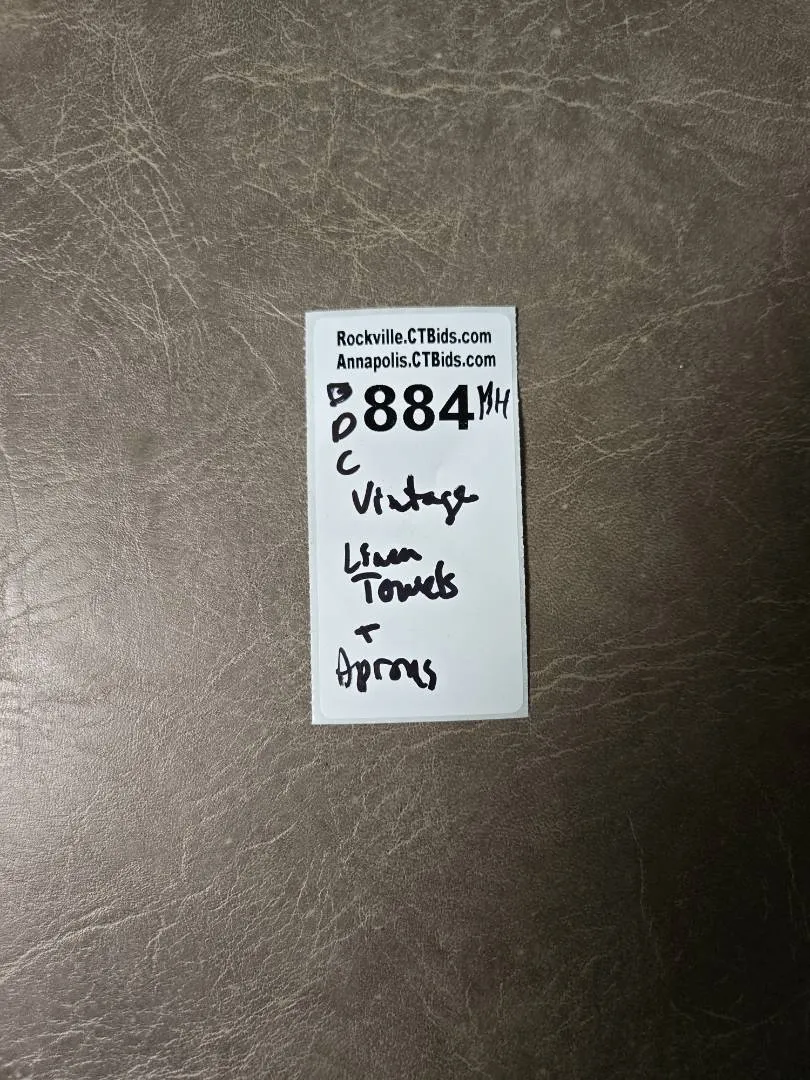 Rockville.CTBids.com
Annapolis.CTBids.com
884 MH
D
C
Vintage
Linen
Towels
+
Aprons